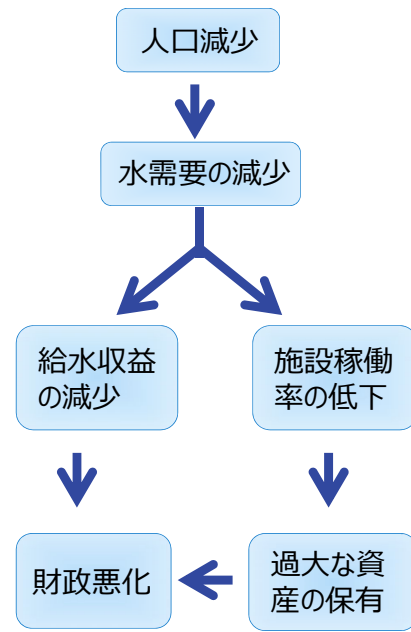 人口減少
水需要の減少
給水収益
の減少
施設稼働
率の低下
財政悪化
過大な資
産の保有